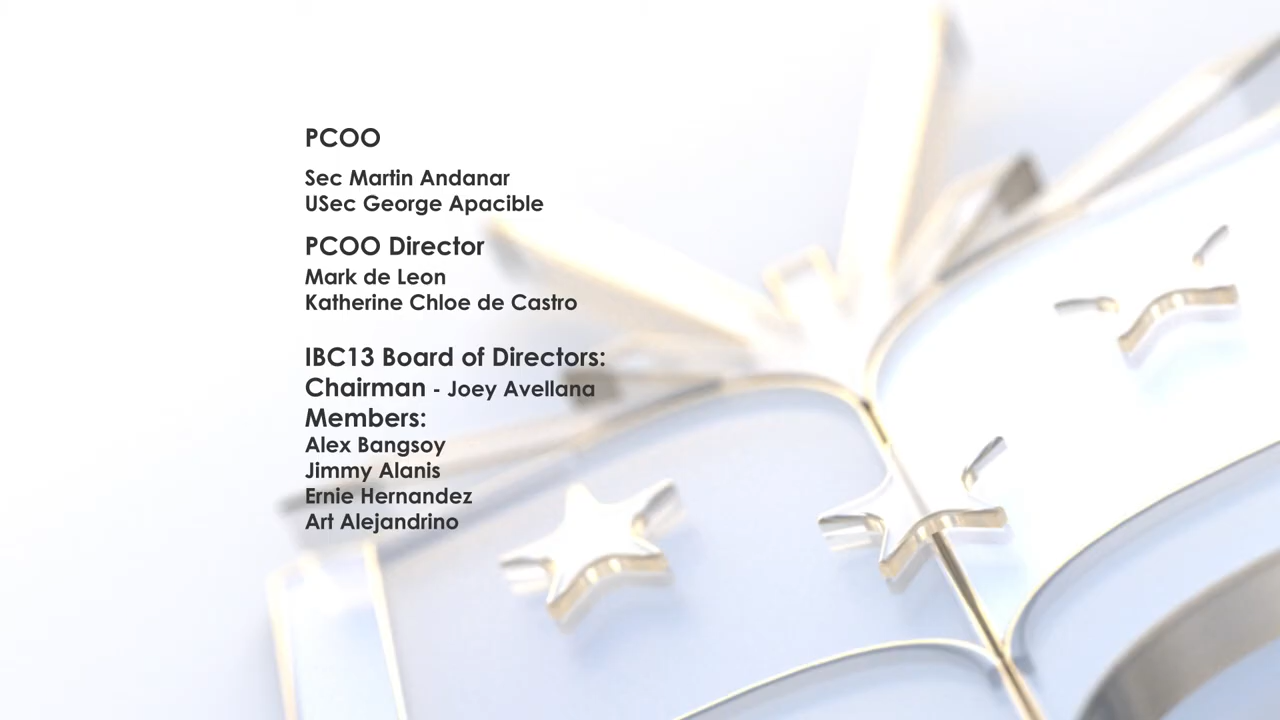 PCOO
Sec Martin Andanar
USec George Apacible
PCOO Director
Mark de Leon
Katherine Chloe de Castro
IBC13 Board of Directors:
Chairman - Joey Avellana
Members:
Alex Bangsoy
Jimmy Alanis
Ernie Hernandez
Art Alejandrino